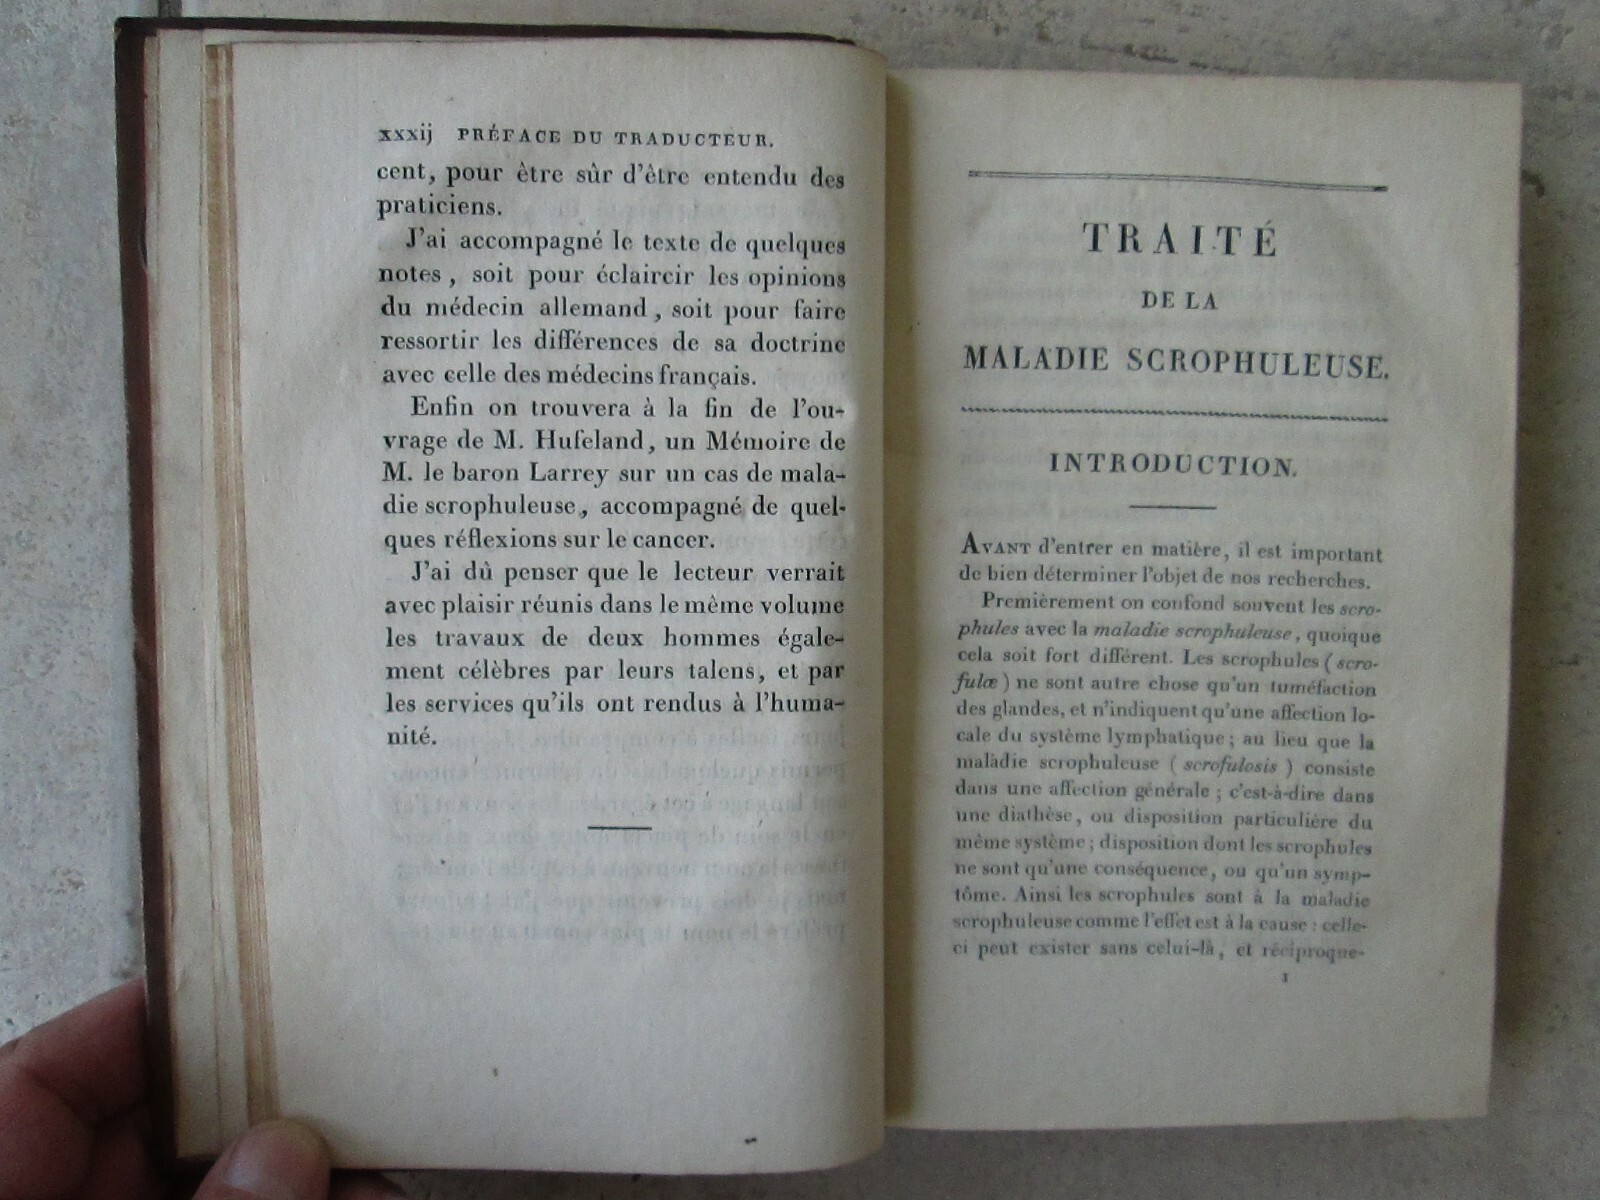 xxxij PRÉFACE DU TRADUCTEUR.
cent, pour être sûr d'être entendu des
praticiens.
J'ai accompagné le texte de quelques
notes, soit pour éclaircir les opinions
du médecin allemand, soit pour faire
ressortir les différences de sa doctrine
avec celle des médecins français.
Enfin on trouvera à la fin de l'ou-
vrage de M. Hufeland, un Mémoire de
M. le baron Larrey sur un cas de mala-
die scrophuleuse, accompagné de quel-
ques réflexions sur le cancer.
J'ai dû penser que le lecteur verrait
avec plaisir réunis dans le même volume
les travaux de deux hommes égale-
ment célèbres par leurs talens, et par
les services qu'ils ont rendus à l'huma-
nité.
TRAITÉ
DE LA
MALADIE SCROPHULEUSE.
INTRODUCTION.
AVANT d'entrer en matière, il est important
de bien déterminer l'objet de nos recherches.
Premièrement on confond souvent les scro-
phules avec la maladie scrophuleuse, quoique
cela soit fort différent. Les scrophules (scro-
fulæ) ne sont autre chose qu'un tuméfaction
des glandes, et n'indiquent qu'une affection lo-
cale du système lymphatique; au lieu que la
maladie scrophuleuse (scrofulosis) consiste
dans une affection générale; c'est-à-dire dans
une diathèse, ou disposition particulière du
même système; disposition dont les scrophules
ne sont qu'une conséquence, ou qu'un symp-
tôme. Ainsi les scrophules sont à la maladie
scrophuleuse comme l'effet est à la cause: celle-
ci peut exister sans celui-là, et réciproque-
1